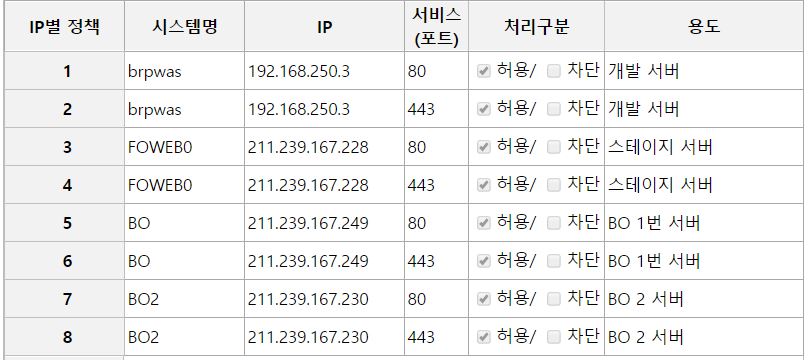 IP별 정책 시스템명 IP 서비스 (포트) 처리구분 용도
1 brpwas 192.168.250.3 80 허용/ 차단 개발 서버
2 brpwas 192.168.250.3 443 허용/ 차단 개발 서버
3 FOWEB0 211.239.167.228 80 허용/ 차단 스테이지 서버
4 FOWEB0 211.239.167.228 443 허용/ 차단 스테이지 서버
5 BO 211.239.167.249 80 허용/ 차단 BO 1번 서버
6 BO 211.239.167.249 443 허용/ 차단 BO 1번 서버
7 BO2 211.239.167.230 80 허용/ 차단 BO 2 서버
8 BO2 211.239.167.230 443 허용/ 차단 BO 2 서버